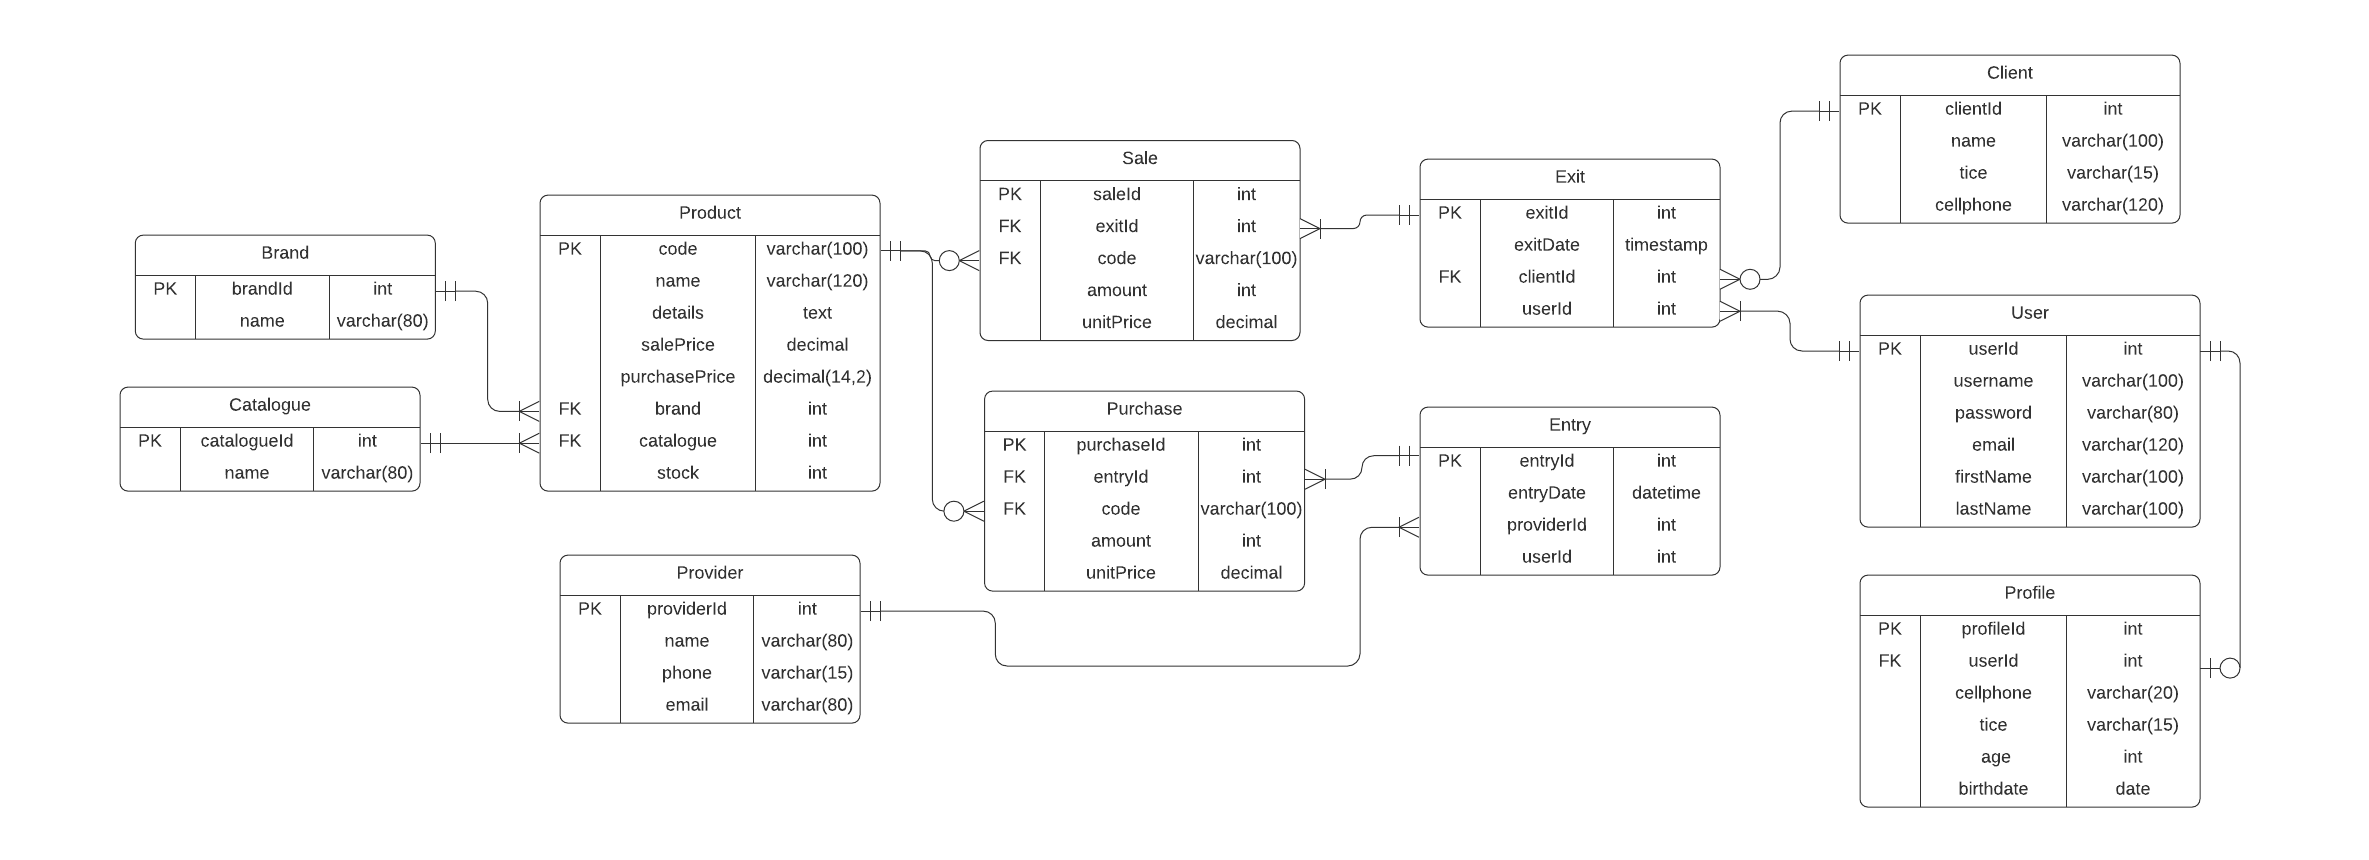 Brand
PK brandId int
name varchar(80)
Catalogue
PK catalogueId int
name varchar(80)
Product
PK code varchar(100)
name varchar(120)
details text
salePrice decimal
purchasePrice decimal(14,2)
FK brand int
FK catalogue int
stock int
Provider
PK providerId int
name varchar(80)
phone varchar(15)
email varchar(80)
Sale
PK saleId int
FK exitId int
FK code varchar(100)
amount int
unitPrice decimal
Purchase
PK purchaseId int
FK entryId int
FK code varchar(100)
amount int
unitPrice decimal
Exit
PK exitId int
exitDate timestamp
FK clientId int
userId int
Entry
PK entryId int
entryDate datetime
providerId int
userId int
Client
PK clientId int
name varchar(100)
tice varchar(15)
cellphone varchar(120)
User
PK userId int
username varchar(100)
password varchar(80)
email varchar(120)
firstName varchar(100)
lastName varchar(100)
Profile
PK profileId int
FK userId int
cellphone varchar(20)
tice varchar(15)
age int
birthdate date